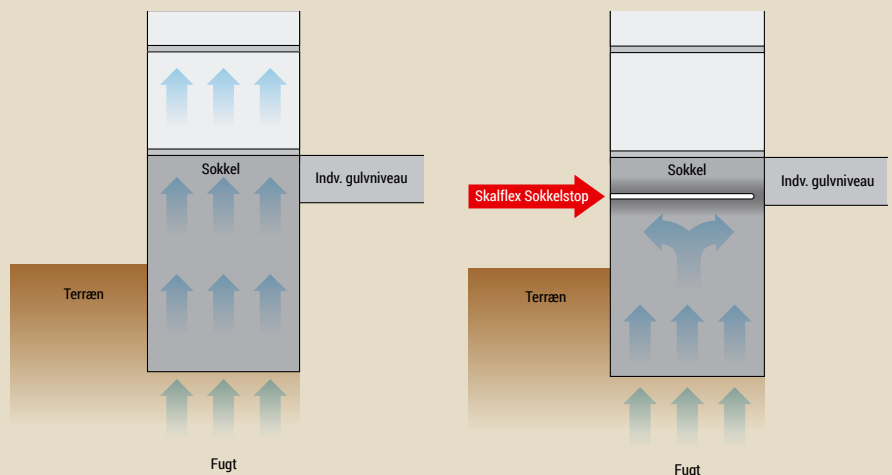 Sokkel
Indv. gulvniveau
Terræn
Fugt
Skalflex Sokkelstop
Sokkel
Indv. gulvniveau
Terræn
Fugt